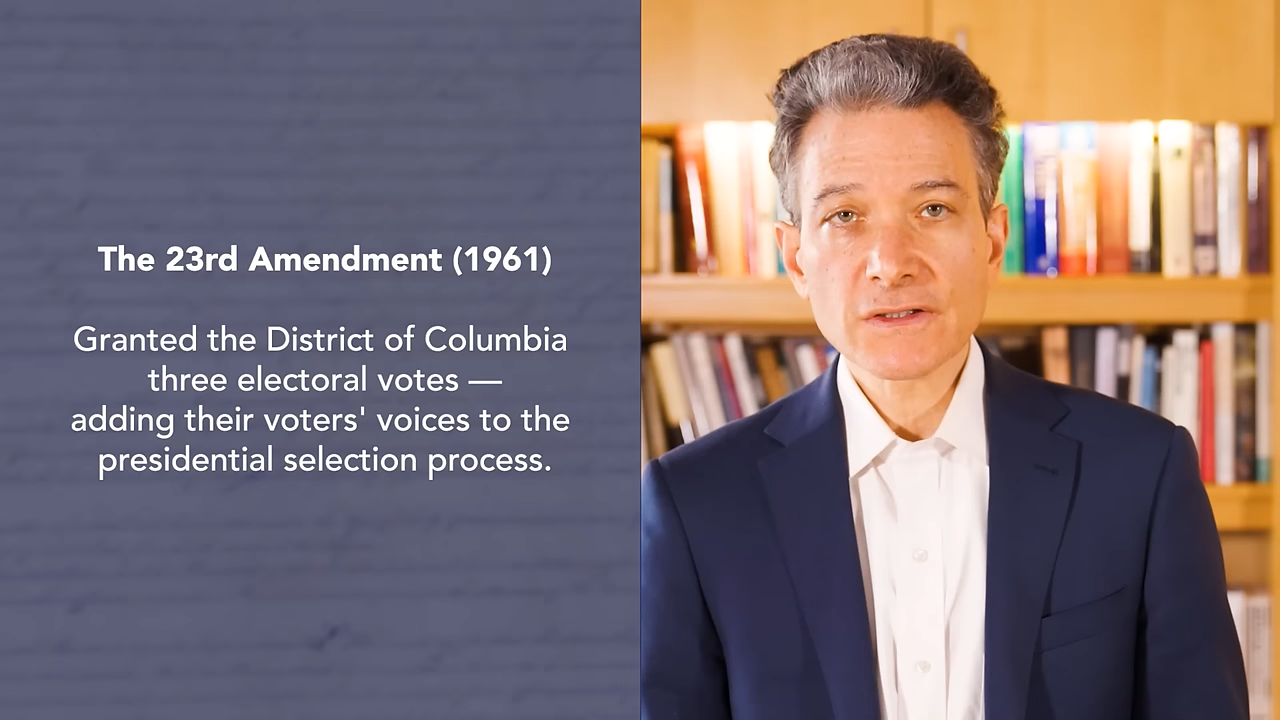 The 23rd Amendment (1961)
Granted the District of Columbia
three electoral votes —
adding their voters' voices to the
presidential selection process.